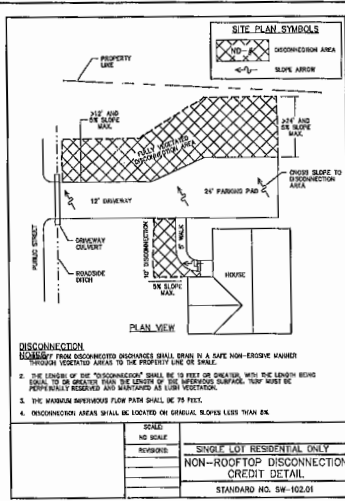 SITE PLAN SYMBOLS
ND-#
DISCONNECTION AREA
SLOPE ARROW
PROPERTY
LINE
>12' AND
5% SLOPE
MAX.
FULLY VEGETATED
DISCONNECTION AREA
>24' AND
5% SLOPE
MAX.
CROSS SLOPE TO
DISCONNECTION
AREA
12' DRIVEWAY
24' PARKING PAD
PUBLIC STREET
DRIVEWAY
CULVERT
ROADSIDE
DITCH
10' DISCONNECTION
5' WALK
HOUSE
5% SLOPE
MAX.
PLAN VIEW
DISCONNECTION
NOTES
FROM DISCONNECTED DISCHARGES SHALL DRAIN IN A SAFE NON-EROSIVE MANNER
THROUGH VEGETATED AREAS TO THE PROPERTY LINE OR SWALE.
2. THE LENGTH OF THE "DISCONNECTION" SHALL BE 10 FEET OR GREATER, WITH THE LENGTH BEING
EQUAL TO OR GREATER THAN THE LENGTH OF THE IMPERVIOUS SURFACE. TURF MUST BE
PERPETUALLY RESERVED AND MAINTAINED AS LUSH VEGETATION.
3. THE MAXIMUM IMPERVIOUS FLOW PATH SHALL BE 75 FEET.
4. DISCONNECTION AREAS SHALL BE LOCATED ON GRADUAL SLOPES LESS THAN 5%
SCALE:
NO SCALE
REVISIONS:
SINGLE LOT RESIDENTIAL ONLY
NON-ROOFTOP DISCONNECTION
CREDIT DETAIL
STANDARD NO. SW-102.01